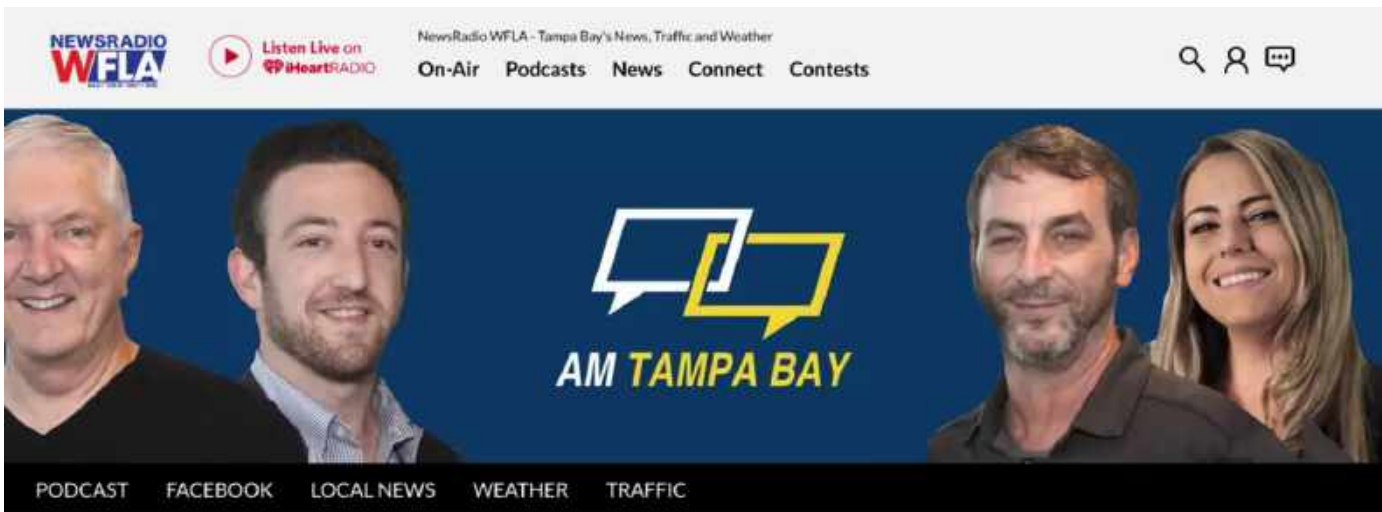 NEWSRADIO
WFLA
Listen Live on
iHeartRADIO
NewsRadio WFLA - Tampa Bay's News, Traffic and Weather
On-Air Podcasts News Connect Contests
AM TAMPA BAY
PODCAST FACEBOOK LOCAL NEWS WEATHER TRAFFIC